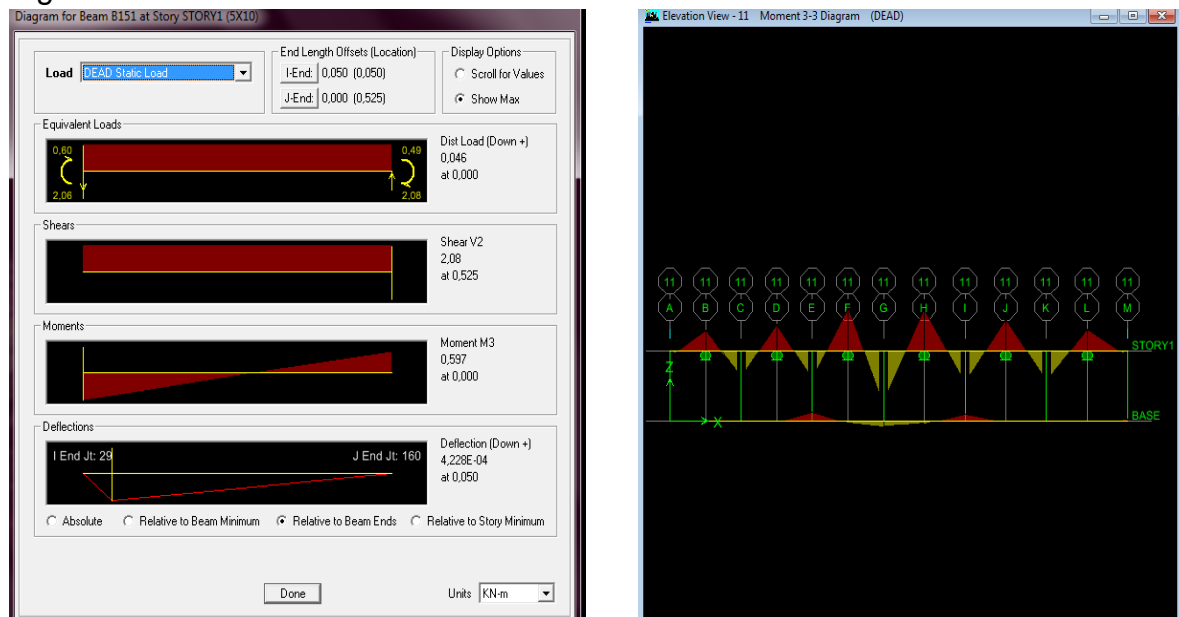 Diagram for Beam B151 at Story STORY1 (5X10)
Load DEAD Static Load
End Length Offsets (Location)
I-End: 0,050 (0,050)
J-End: 0,000 (0,525)
Display Options
Scroll for Values
Show Max
Equivalent Loads
0,60 0,49
2,06 2,08
Dist Load (Down +)
0,046
at 0,000
Shears
Shear V2
2,08
at 0,525
Moments
Moment M3
0,597
at 0,000
Deflections
I End Jt: 29 J End Jt: 160
Deflection (Down +)
4,228E-04
at 0,050
Absolute Relative to Beam Minimum Relative to Beam Ends Relative to Story Minimum
Done
Units KN-m
Elevation View - 11 Moment 3-3 Diagram (DEAD)
11 11 11 11 11 11 11 11 11 11 11 11 11
A B C D E F G H I J K L M
STORY1
Z
X
BASE